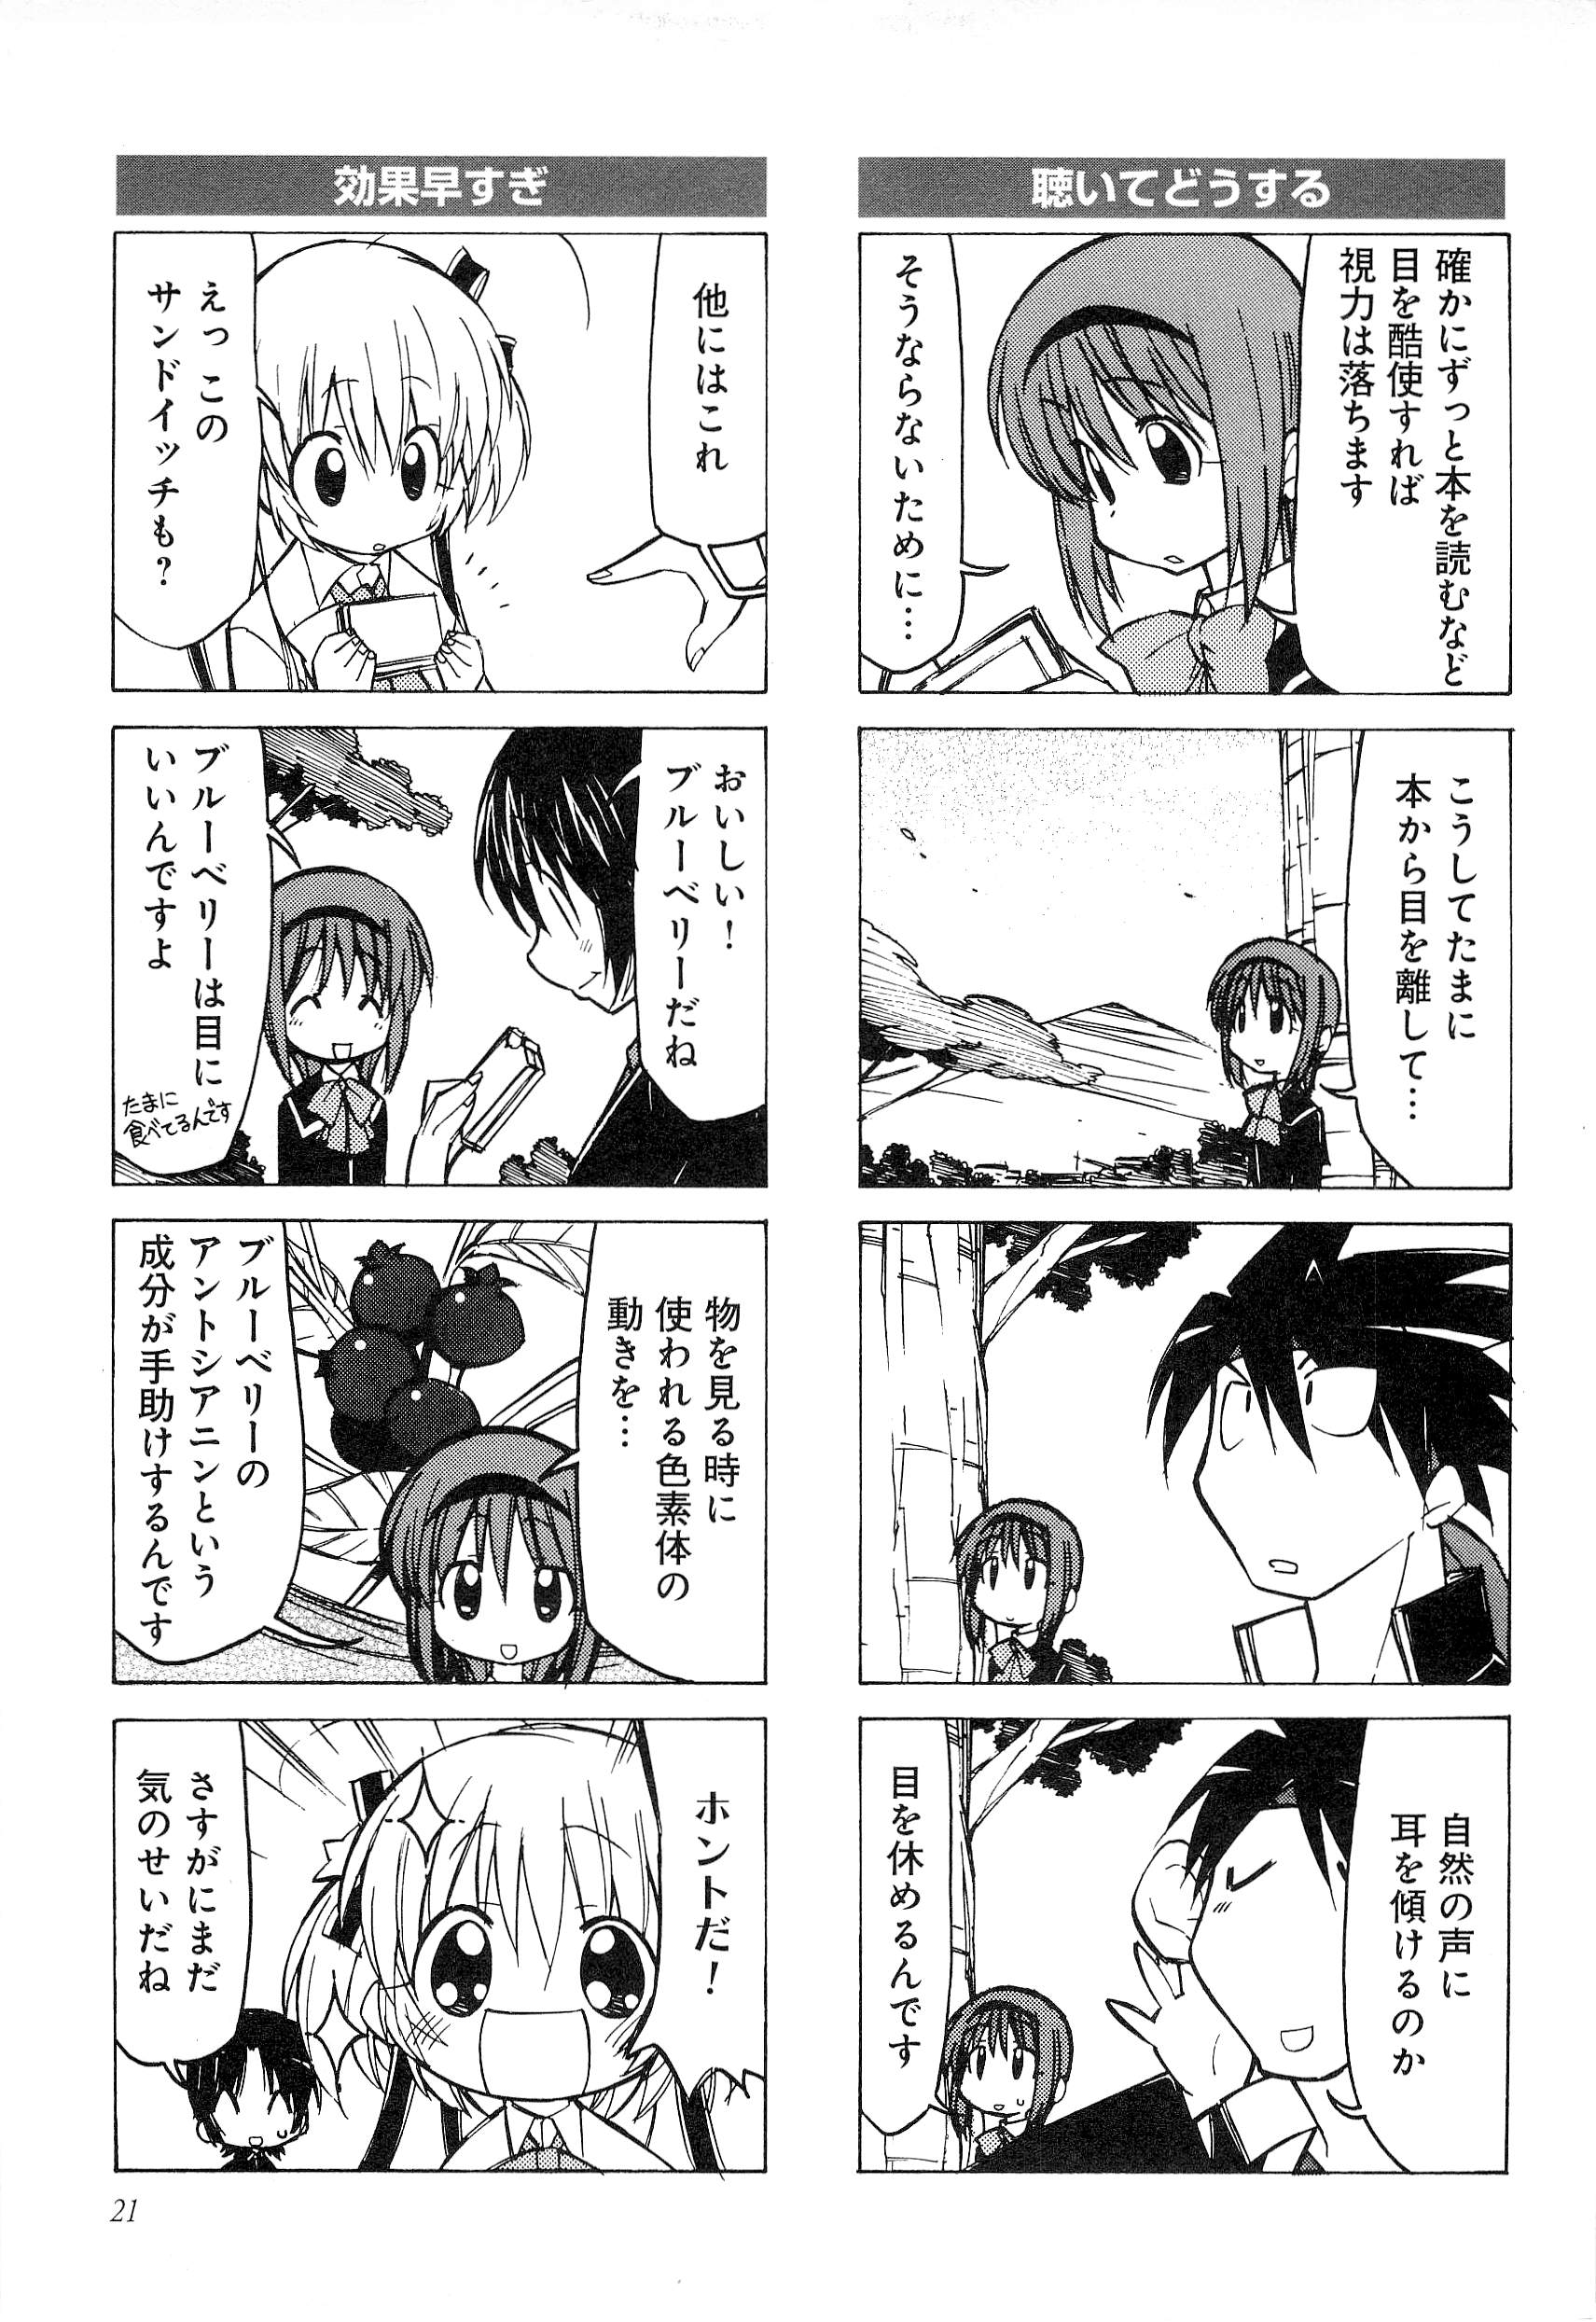 聴いてどうする
確かにずっと本を読むなど
目を酷使すれば
視力は落ちます
そうならないために…
こうしてたまに
本から目を離して…
自然の声に
耳を傾けるのか
目を休めるんです
効果早すぎ
他にはこれ
えっ この
サンドイッチも?
おいしい!
ブルーベリーだね
ブルーベリーは目に
いいんですよ
たまに
食べてるんです
物を見る時に
使われる色素体の
動きを…
ブルーベリーの
アントシアニンという
成分が手助けするんです
ホントだ!
さすがにまだ
気のせいだね
21